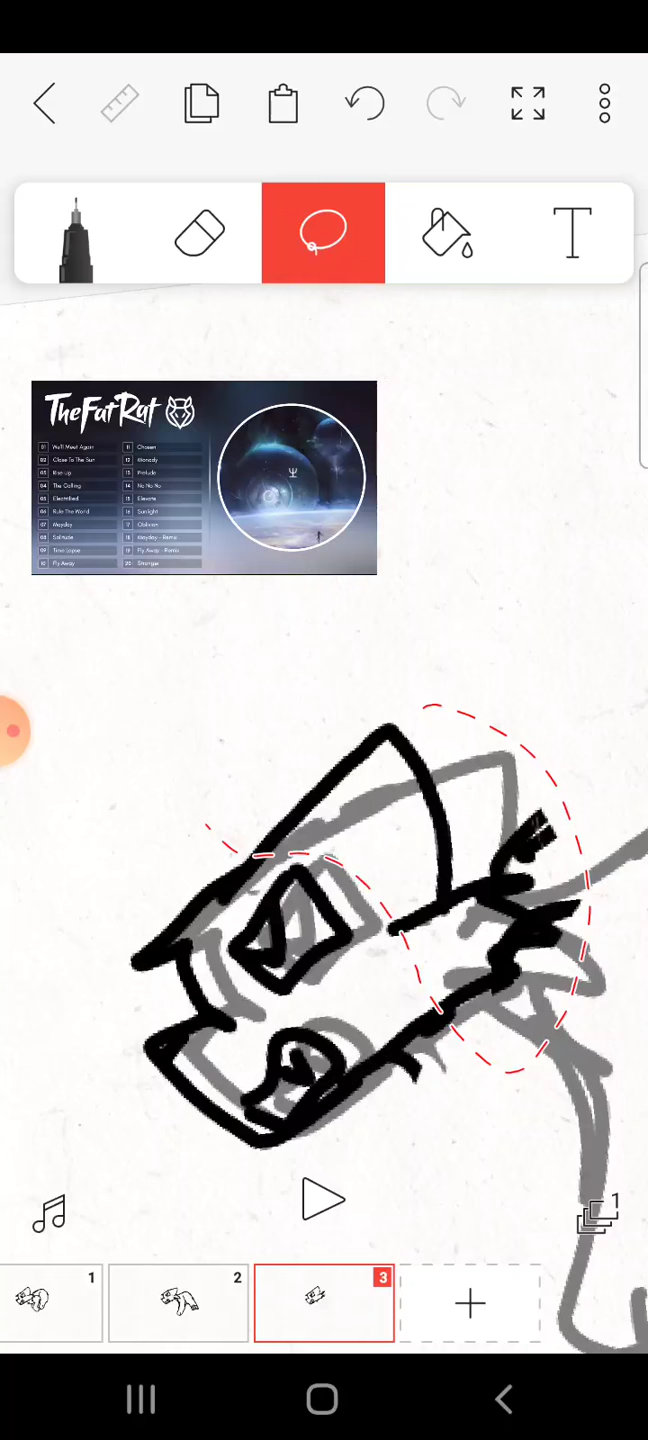 T
TheFatRat
01 We'll Meet Again
02 Close To The Sun
03 Rise Up
04 The Calling
05 Electrified
06 Rule The World
07 Mayday
08 Solitude
09 Time Lapse
10 Fly Away
11 Chosen
12 Monody
13 Prelude
14 No No No
15 Elevate
16 Sunlight
17 Oblivion
18 Mayday - Remix
19 Fly Away - Remix
20 Stronger
1
1
2
3